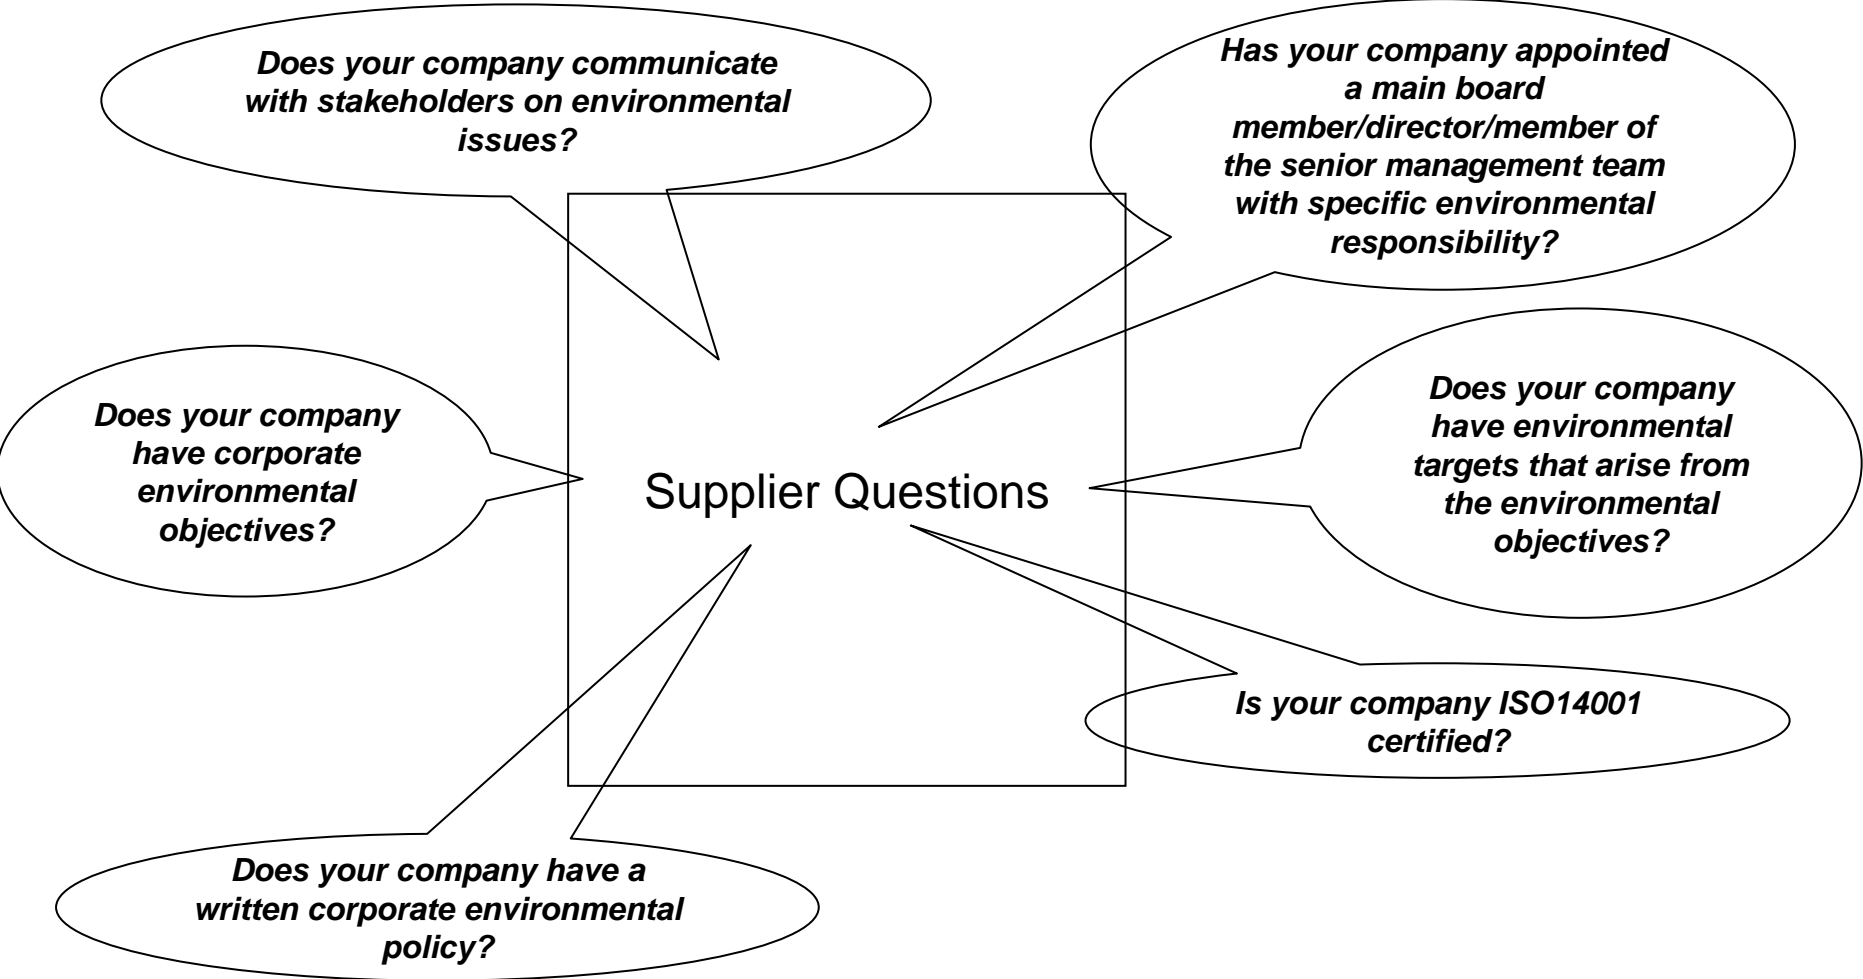 Does your company communicate
with stakeholders on environmental
issues?
Has your company appointed
a main board
member/director/member of
the senior management team
with specific environmental
responsibility?
Does your company
have corporate
environmental
objectives?
Supplier Questions
Does your company
have environmental
targets that arise from
the environmental
objectives?
Is your company ISO14001
certified?
Does your company have a
written corporate environmental
policy?